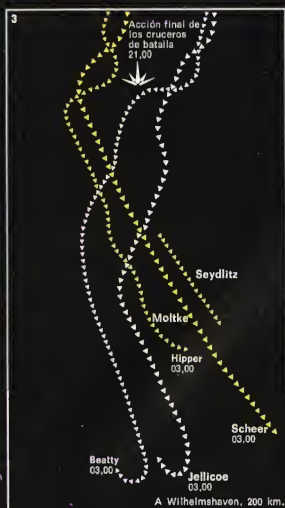 3
Acción final de
los cruceros
de batalla
21,00
Seydlitz
Moltke
Hipper
03,00
Scheer
03,00
Beatty
03,00
Jellicoe
03,00
A Wilhelmshaven, 200 km.